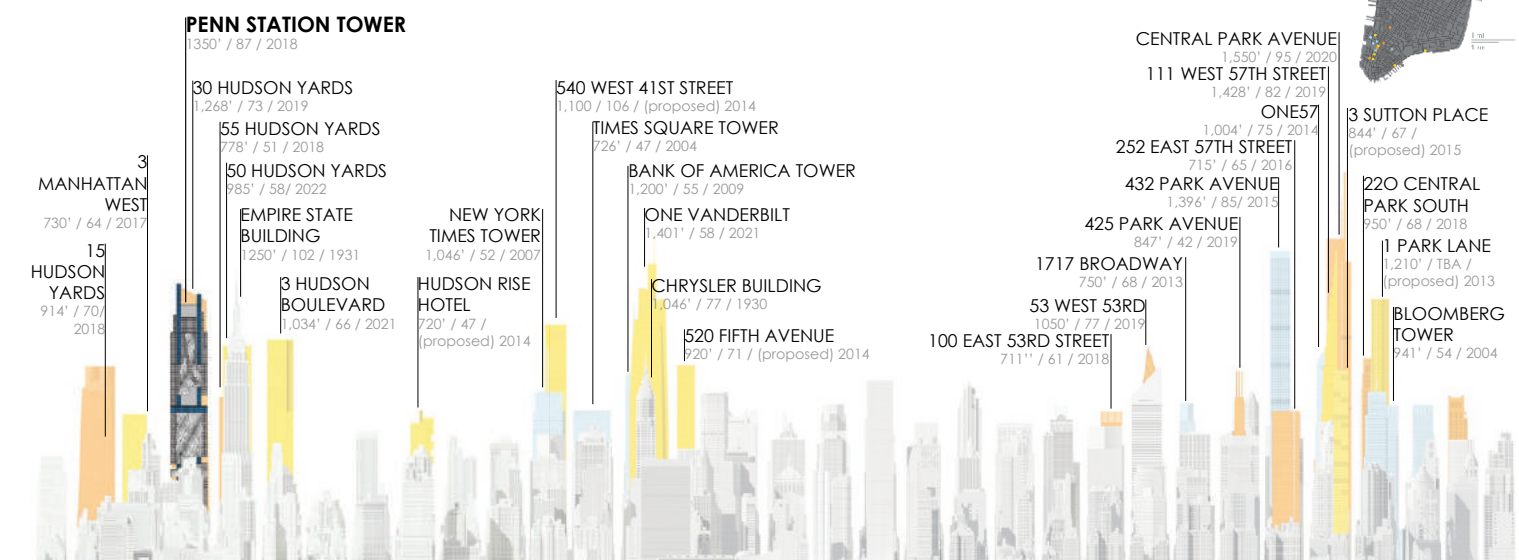 PENN STATION TOWER
1350' / 87 / 2018
30 HUDSON YARDS
1,268' / 73 / 2019
55 HUDSON YARDS
778' / 51 / 2018
50 HUDSON YARDS
985' / 58/ 2022
3
MANHATTAN
WEST
730' / 64 / 2017
15
HUDSON
YARDS
914' / 70/
2018
EMPIRE STATE
BUILDING
1250' / 102 / 1931
3 HUDSON
BOULEVARD
1,034' / 66 / 2021
NEW YORK
TIMES TOWER
1,046' / 52 / 2007
HUDSON RISE
HOTEL
720' / 47 /
(proposed) 2014
540 WEST 41ST STREET
1,100 / 106 / (proposed) 2014
TIMES SQUARE TOWER
726' / 47 / 2004
BANK OF AMERICA TOWER
1,200' / 55 / 2009
ONE VANDERBILT
1,401' / 58 / 2021
CHRYSLER BUILDING
1,046' / 77 / 1930
520 FIFTH AVENUE
920' / 71 / (proposed) 2014
CENTRAL PARK AVENUE
1,550' / 95 / 2020
111 WEST 57TH STREET
1,428' / 82 / 2019
ONE57
1,004' / 75 / 2014
252 EAST 57TH STREET
715' / 65 / 2016
432 PARK AVENUE
1,396' / 85/ 2015
425 PARK AVENUE
847' / 42 / 2019
1717 BROADWAY
750' / 68 / 2013
53 WEST 53RD
1050' / 77 / 2019
100 EAST 53RD STREET
711'' / 61 / 2018
3 SUTTON PLACE
844' / 67 /
(proposed) 2015
22O CENTRAL
PARK SOUTH
950' / 68 / 2018
1 PARK LANE
1,210' / TBA /
(proposed) 2013
BLOOMBERG
TOWER
941' / 54 / 2004